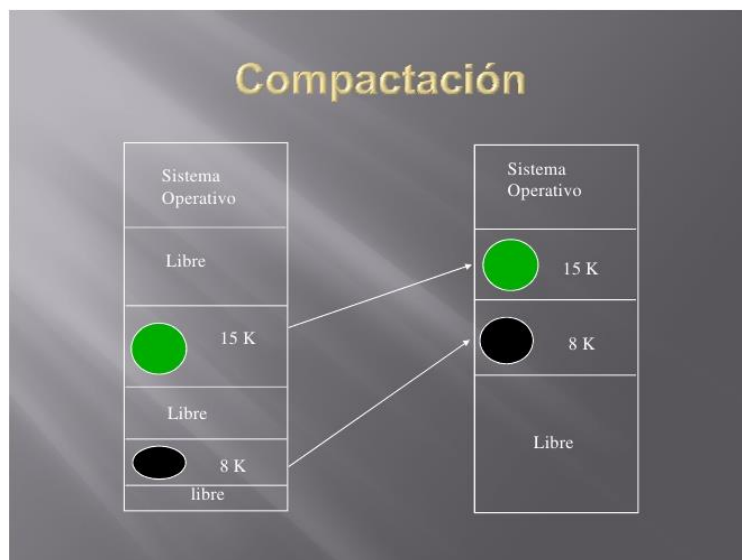 Compactación
Sistema
Operativo
Libre
15 K
Libre
8 K
libre
Sistema
Operativo
15 K
8 K
Libre